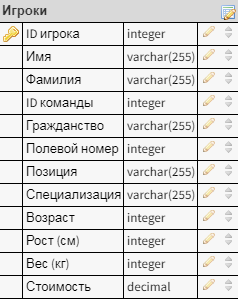 Игроки
ID игрока integer
Имя varchar(255)
Фамилия varchar(255)
ID команды integer
Гражданство varchar(255)
Полевой номер integer
Позиция varchar(255)
Специализация varchar(255)
Возраст integer
Рост (см) integer
Вес (кг) integer
Стоимость decimal